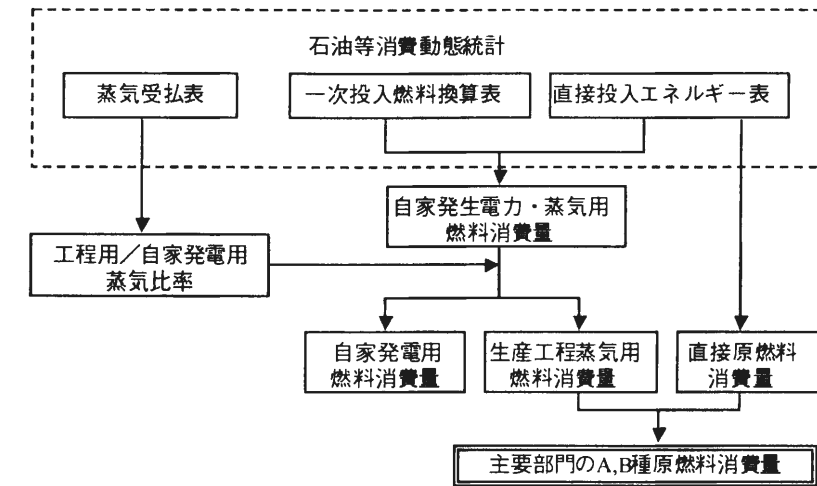 石油等消費動態統計
蒸気受払表
一次投入燃料換算表
直接投入エネルギー表
自家発生電力・蒸気用
燃料消費量
工程用／自家発電用
蒸気比率
自家発電用
燃料消費量
生産工程蒸気用
燃料消費量
直接原燃料
消費量
主要部門のA,B種原燃料消費量